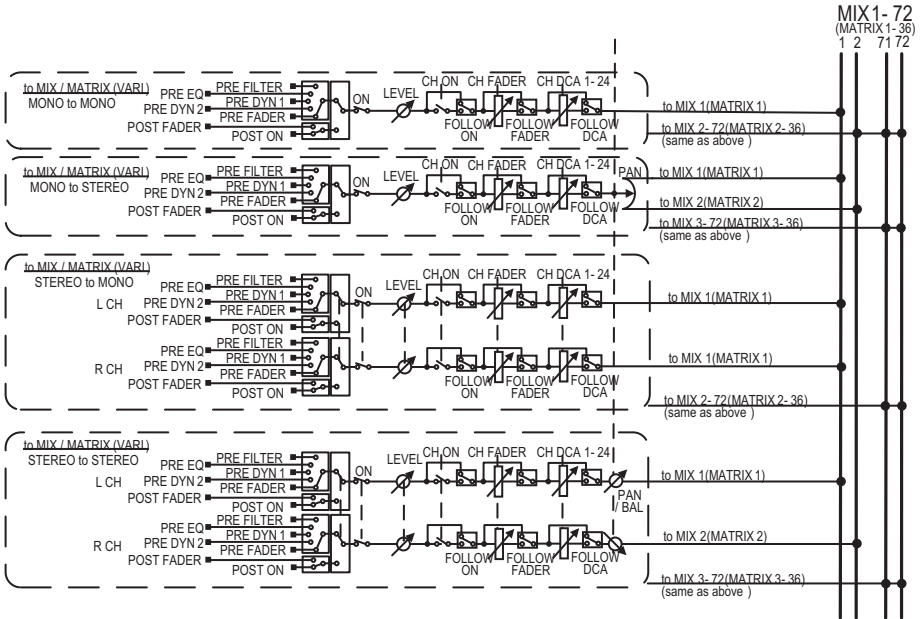 MIX1- 72
(MATRIX 1- 36)
1 2 71 72
to MIX / MATRIX (VARI.)
MONO to MONO
PRE FILTER
PRE EQ
PRE DYN 1
PRE DYN 2
PRE FADER
POST FADER
POST ON
ON
LEVEL
CH ON
CH FADER
CH DCA 1- 24
FOLLOW ON
FOLLOW FADER
FOLLOW DCA
to MIX 1(MATRIX 1)
to MIX 2- 72(MATRIX 2- 36)
(same as above )
to MIX / MATRIX (VARI.)
MONO to STEREO
PRE FILTER
PRE EQ
PRE DYN 1
PRE DYN 2
PRE FADER
POST FADER
POST ON
ON
LEVEL
CH ON
CH FADER
CH DCA 1- 24
FOLLOW ON
FOLLOW FADER
FOLLOW DCA
PAN
to MIX 1(MATRIX 1)
to MIX 2(MATRIX 2)
to MIX 3- 72(MATRIX 3- 36)
(same as above )
to MIX / MATRIX (VARI.)
STEREO to MONO
L CH
PRE FILTER
PRE EQ
PRE DYN 1
PRE DYN 2
PRE FADER
POST FADER
POST ON
ON
LEVEL
CH ON
CH FADER
CH DCA 1- 24
to MIX 1(MATRIX 1)
R CH
PRE FILTER
PRE EQ
PRE DYN 1
PRE DYN 2
PRE FADER
POST FADER
POST ON
FOLLOW ON
FOLLOW FADER
FOLLOW DCA
to MIX 1(MATRIX 1)
to MIX 2- 72(MATRIX 2- 36)
(same as above )
to MIX / MATRIX (VARI.)
STEREO to STEREO
L CH
PRE FILTER
PRE EQ
PRE DYN 1
PRE DYN 2
PRE FADER
POST FADER
POST ON
ON
LEVEL
CH ON
CH FADER
CH DCA 1- 24
PAN
/ BAL
to MIX 1(MATRIX 1)
R CH
PRE FILTER
PRE EQ
PRE DYN 1
PRE DYN 2
PRE FADER
POST FADER
POST ON
FOLLOW ON
FOLLOW FADER
FOLLOW DCA
to MIX 2(MATRIX 2)
to MIX 3- 72(MATRIX 3- 36)
(same as above )